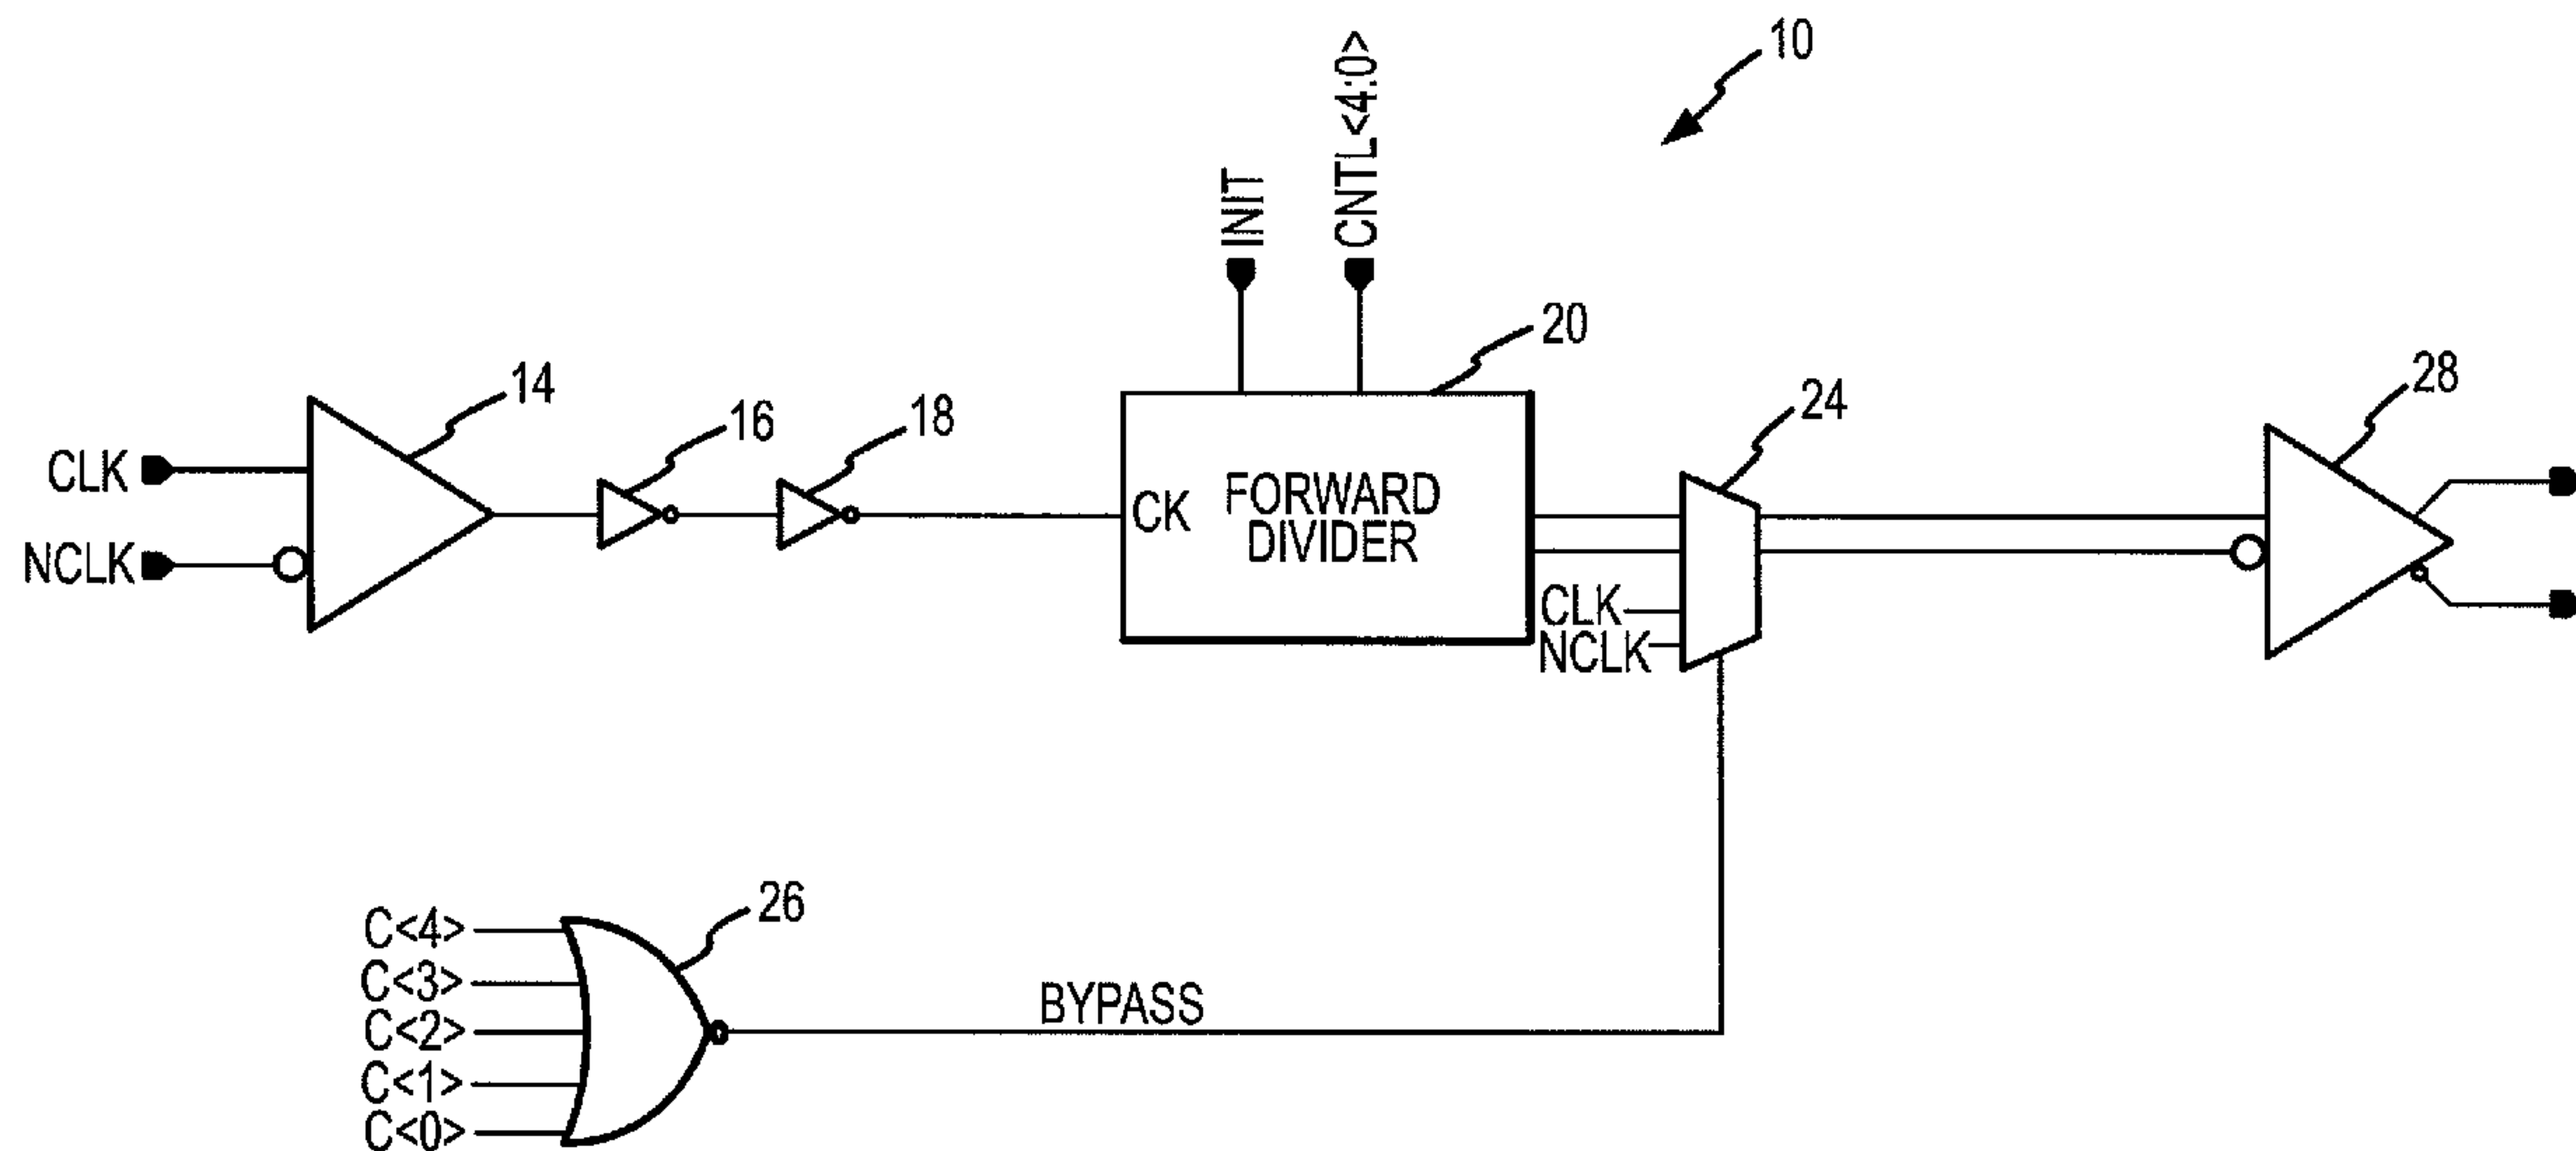 10
INIT
CNTL<4:0>
20
14
16
18
24
28
CLK
NCLK
CK
FORWARD
DIVIDER
CLK
NCLK
26
C<4>
C<3>
C<2>
C<1>
C<0>
BYPASS